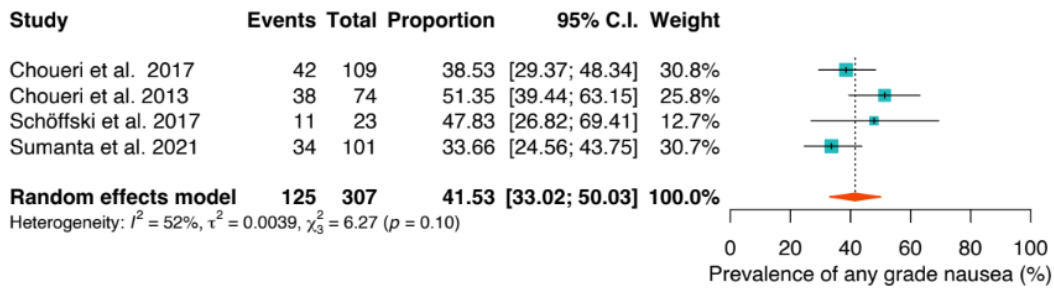 Study Events Total Proportion 95% C.I. Weight
Choueri et al. 2017 42 109 38.53 [29.37; 48.34] 30.8%
Choueri et al. 2013 38 74 51.35 [39.44; 63.15] 25.8%
Schöffski et al. 2017 11 23 47.83 [26.82; 69.41] 12.7%
Sumanta et al. 2021 34 101 33.66 [24.56; 43.75] 30.7%
Random effects model 125 307 41.53 [33.02; 50.03] 100.0%
Heterogeneity: I² = 52%, τ² = 0.0039, χ²₃ = 6.27 (p = 0.10)
0 20 40 60 80 100
Prevalence of any grade nausea (%)